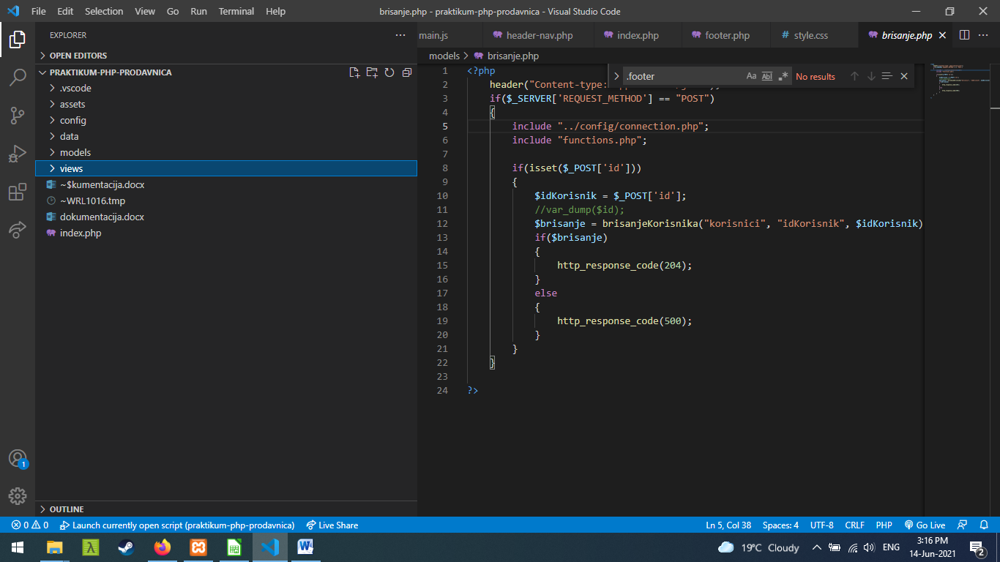 File Edit Selection View Go Run Terminal Help brisanje.php - praktikum-php-prodavnica - Visual Studio Code
EXPLORER
OPEN EDITORS
PRAKTIKUM-PHP-PRODAVNICA
.vscode
assets
config
data
models
views
~$kumentacija.docx
~WRL1016.tmp
dokumentacija.docx
index.php
OUTLINE
main.js header-nav.php index.php footer.php # style.css brisanje.php
models > brisanje.php
.footer Aa Abl .* No results
1 <?php
2 header("Content-type:
3 if($_SERVER['REQUEST_METHOD'] == "POST")
4 {
5 include "../config/connection.php";
6 include "functions.php";
7
8 if(isset($_POST['id']))
9 {
10 $idKorisnik = $_POST['id'];
11 //var_dump($id);
12 $brisanje = brisanjeKorisnika("korisnici", "idKorisnik", $idKorisnik)
13 if($brisanje)
14 {
15 http_response_code(204);
16 }
17 else
18 {
19 http_response_code(500);
20 }
21 }
22 }
23
24 ?>
1
0 0 Launch currently open script (praktikum-php-prodavnica) Live Share Ln 5, Col 38 Spaces: 4 UTF-8 CRLF PHP Go Live
19°C Cloudy ENG 3:16 PM
14-Jun-2021 2